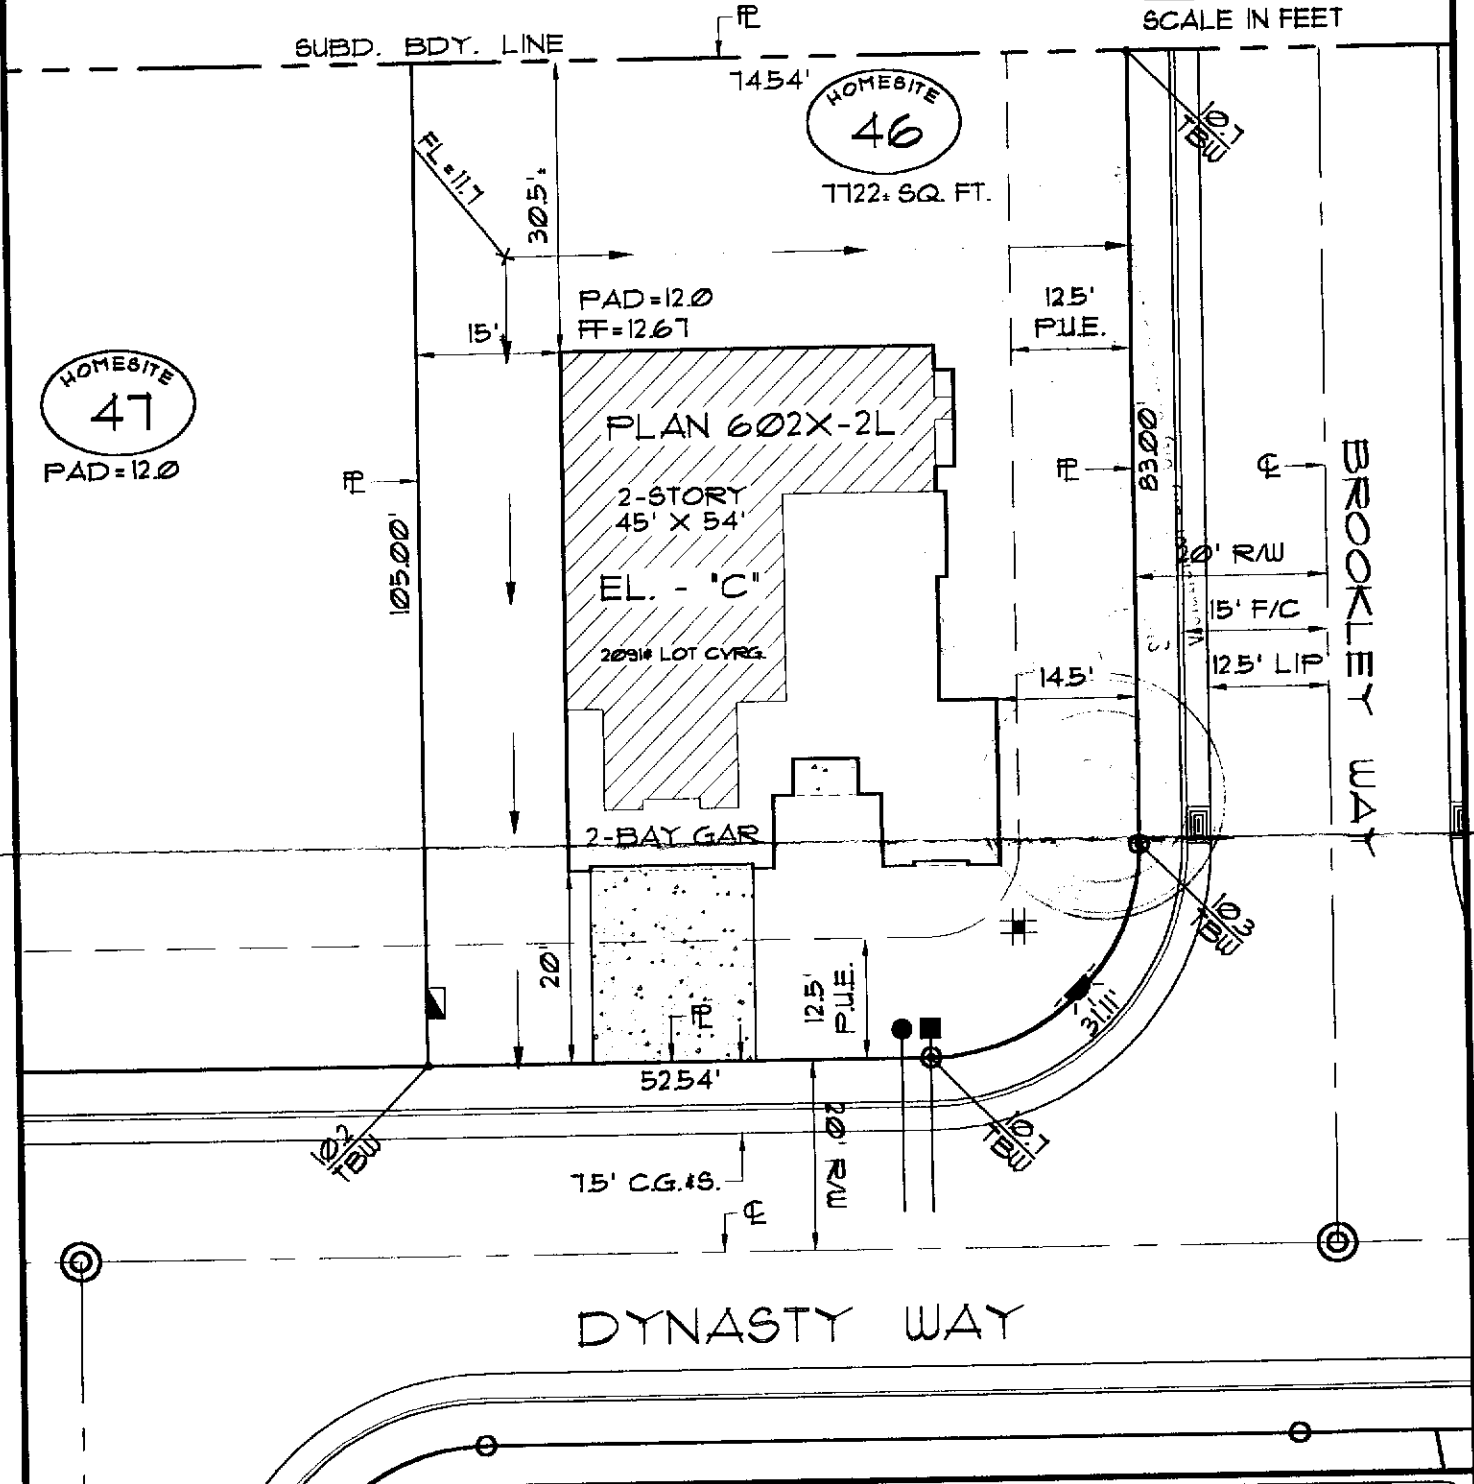 SCALE IN FEET
PL
SUBD. BDY. LINE
74.54'
HOMESITE
46
7722± SQ. FT.
10.7
TBW
FL=11.7
30.5'±
PAD=12.0
FF=12.67
12.5'
P.U.E.
15'±
HOMESITE
47
PAD=12.0
PLAN 602X-2L
2-STORY
45' X 54'
EL. - "C"
2091# LOT CVRG.
PL
105.00'
PL
83.00'
CL
BROOKLEY WAY
20' R/W
15' F/C
12.5' LIP
14.5'
2-BAY GAR
20'
12.5'
P.U.E.
PL
10.3
TBW
31.11'
52.54'
10.2
TBW
10.7
TBW
20' R/W
7.5' C.G.&S.
CL
DYNASTY WAY